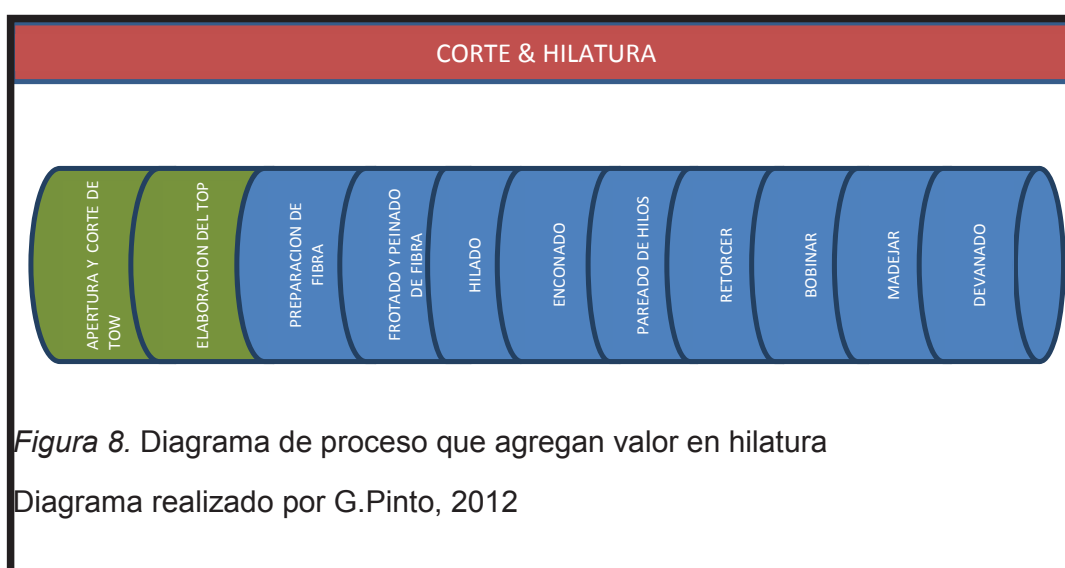 CORTE & HILATURA
APERTURA Y CORTE DE
TOW
ELABORACION DEL TOP
PREPARACION DE
FIBRA
FROTADO Y PEINADO
DE FIBRA
HILADO
ENCONADO
PAREADO DE HILOS
RETORCER
BOBINAR
MADEJAR
DEVANADO
Figura 8. Diagrama de proceso que agregan valor en hilatura
Diagrama realizado por G.Pinto, 2012